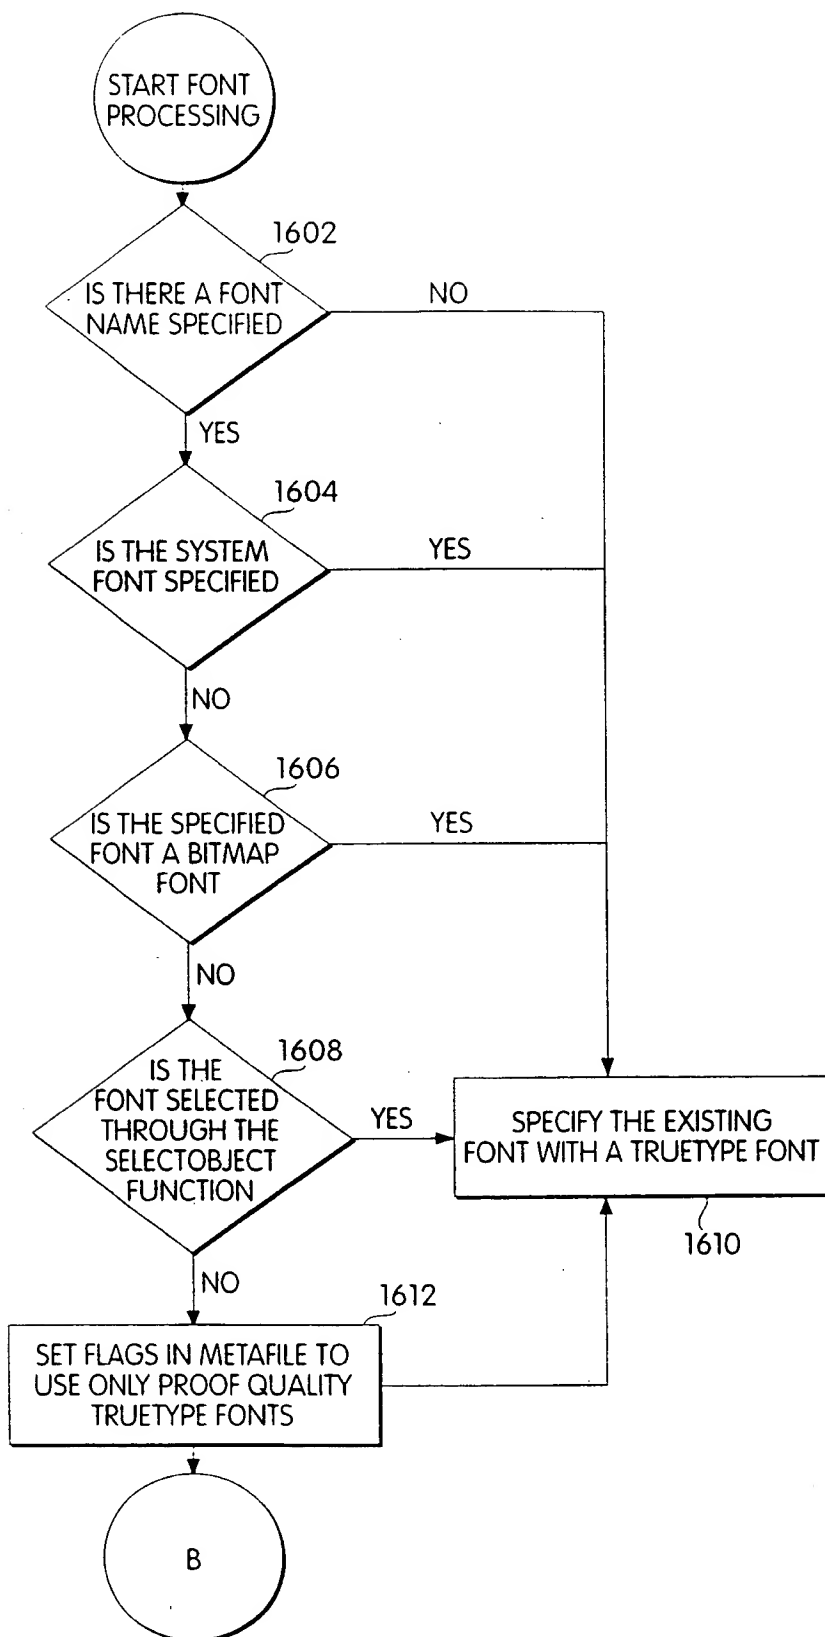 START FONT
PROCESSING
1602
IS THERE A FONT
NAME SPECIFIED
NO
YES
1604
IS THE SYSTEM
FONT SPECIFIED
YES
NO
1606
IS THE SPECIFIED
FONT A BITMAP
FONT
YES
NO
1608
IS THE
FONT SELECTED
THROUGH THE
SELECTOBJECT
FUNCTION
YES
SPECIFY THE EXISTING
FONT WITH A TRUETYPE FONT
1610
NO
1612
SET FLAGS IN METAFILE TO
USE ONLY PROOF QUALITY
TRUETYPE FONTS
B